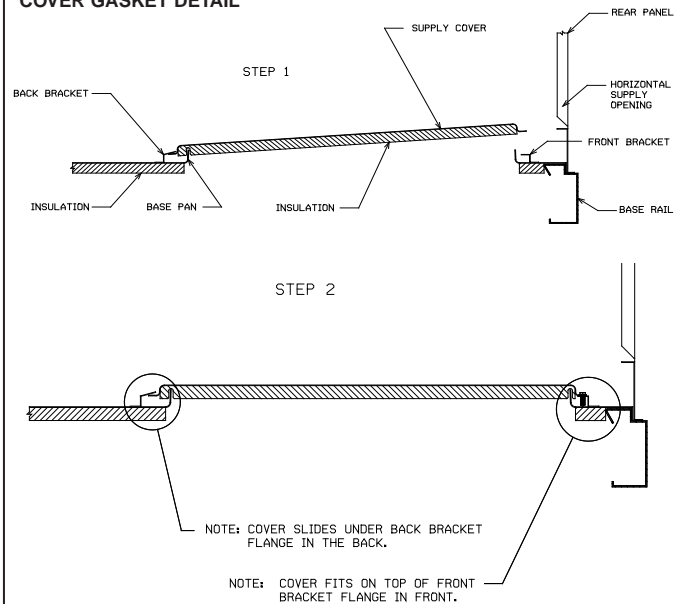 COVER GASKET DETAIL
SUPPLY COVER
REAR PANEL
STEP 1
BACK BRACKET
HORIZONTAL
SUPPLY
OPENING
FRONT BRACKET
INSULATION
BASE PAN
INSULATION
BASE RAIL
STEP 2
NOTE: COVER SLIDES UNDER BACK BRACKET
FLANGE IN THE BACK.
NOTE: COVER FITS ON TOP OF FRONT
BRACKET FLANGE IN FRONT.